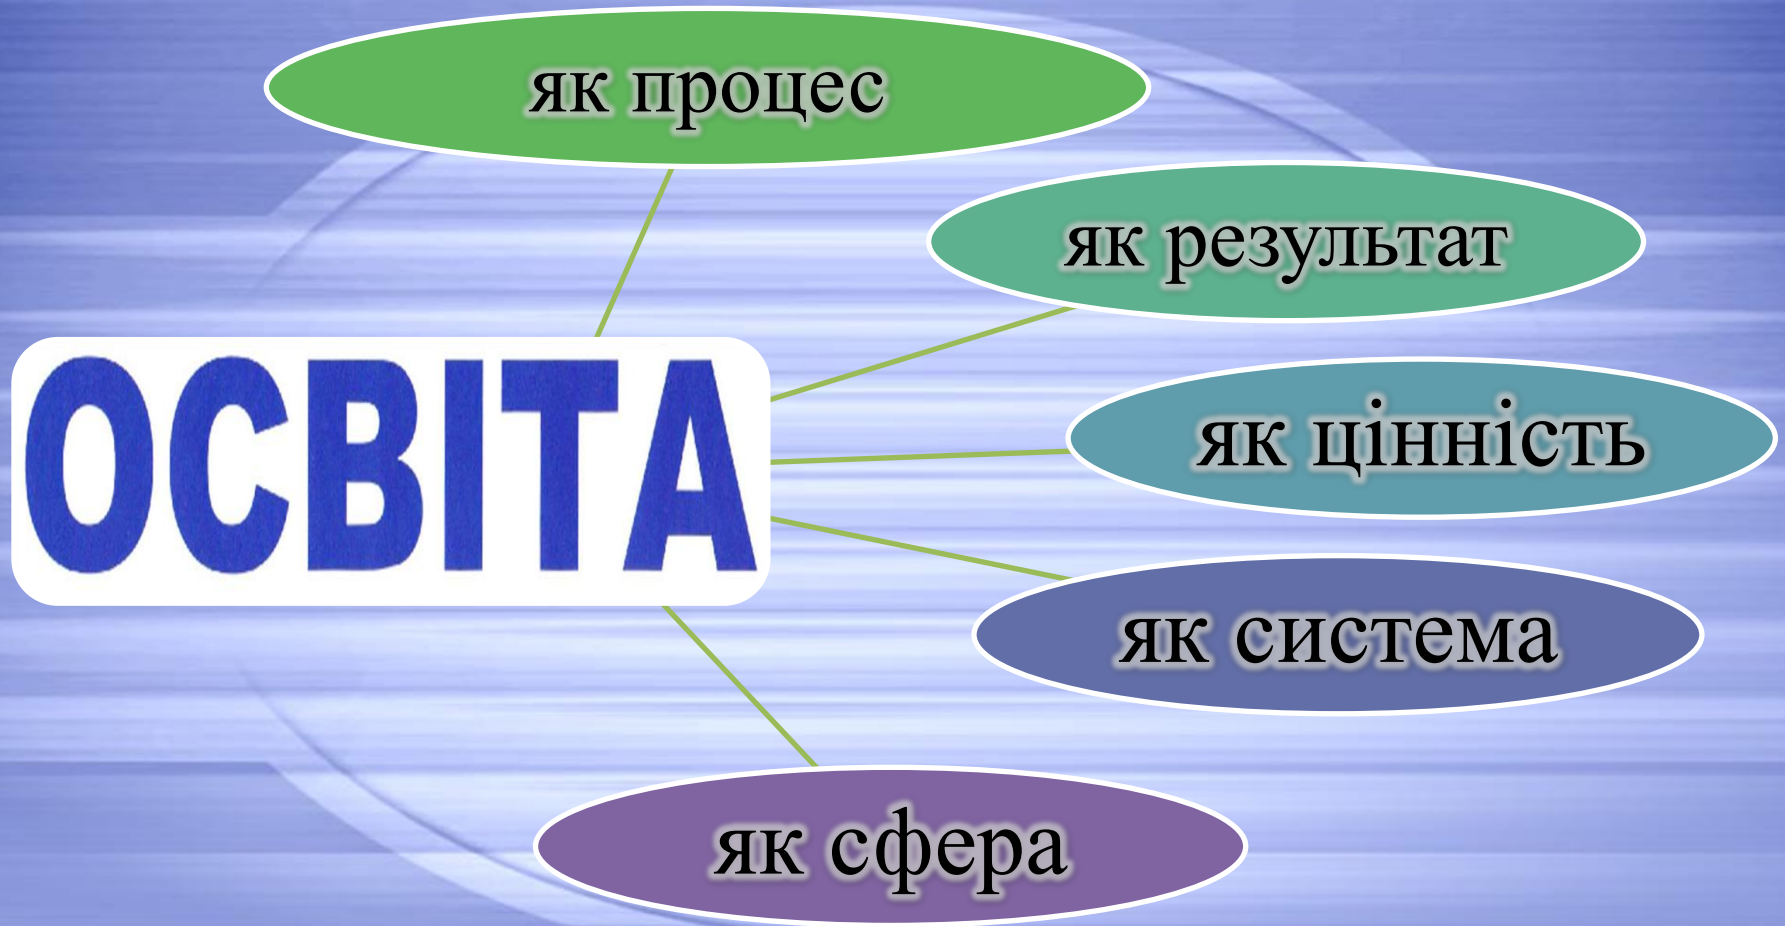 як процес
як результат
ОСВІТА
як цінність
як система
як сфера